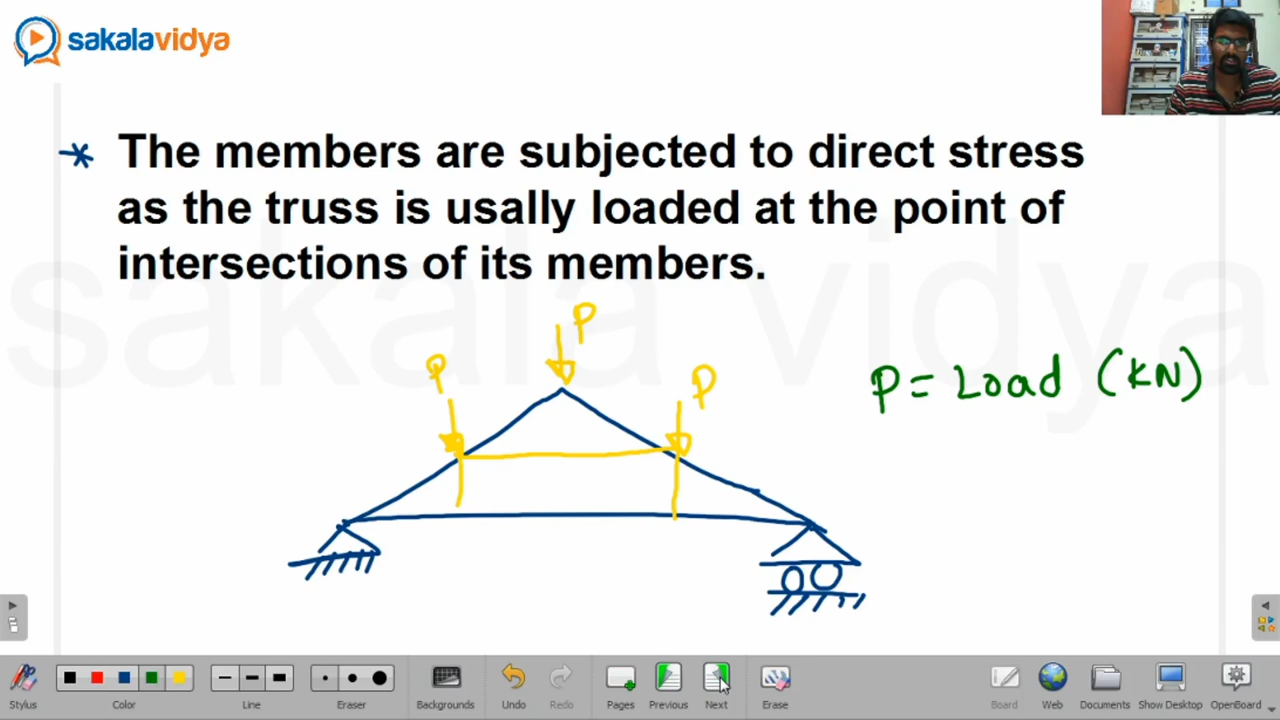 sakalavidya
* The members are subjected to direct stress
as the truss is usally loaded at the point of
intersections of its members.
sakala vidya
P
P
P
P = Load (KN)
Stylus
Color
Line
Eraser
Backgrounds
Undo
Redo
Pages
Previous
Next
Erase
Board
Web
Documents
Show Desktop
OpenBoard